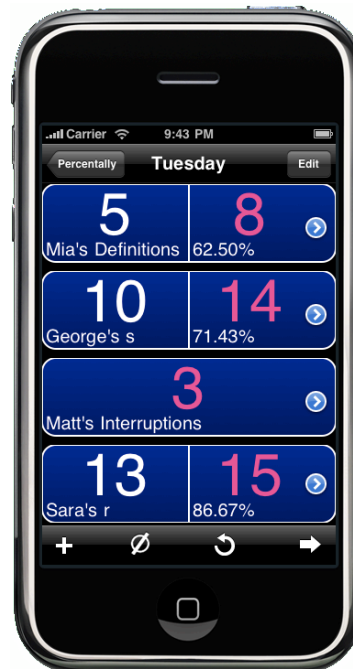 Carrier 9:43 PM
Percentally Tuesday Edit
5 8
Mia's Definitions 62.50%
10 14
George's s 71.43%
3
Matt's Interruptions
13 15
Sara's r 86.67%